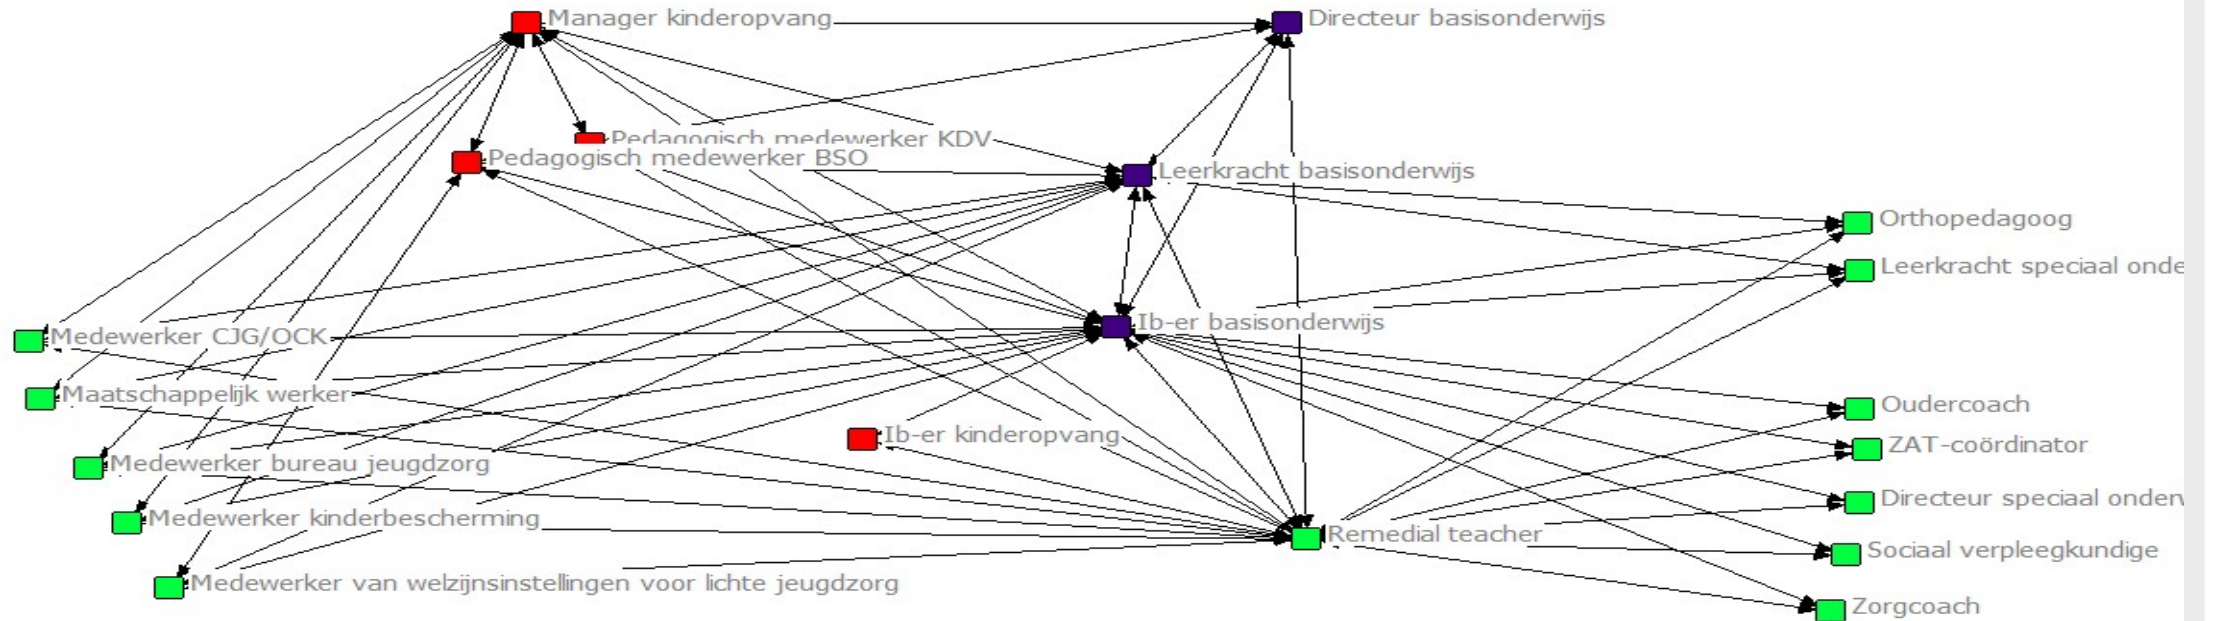 Manager kinderopvang
Directeur basisonderwijs
Pedagogisch medewerker KDV
Pedagogisch medewerker BSO
Leerkracht basisonderwijs
Orthopedagoog
Leerkracht speciaal onde
Ib-er basisonderwijs
Medewerker CJG/OCK
Maatschappelijk werker
Oudercoach
Ib-er kinderopvang
ZAT-coördinator
Medewerker bureau jeugdzorg
Directeur speciaal onderv
Medewerker kinderbescherming
Remedial teacher
Sociaal verpleegkundige
Medewerker van welzijnsinstellingen voor lichte jeugdzorg
Zorgcoach